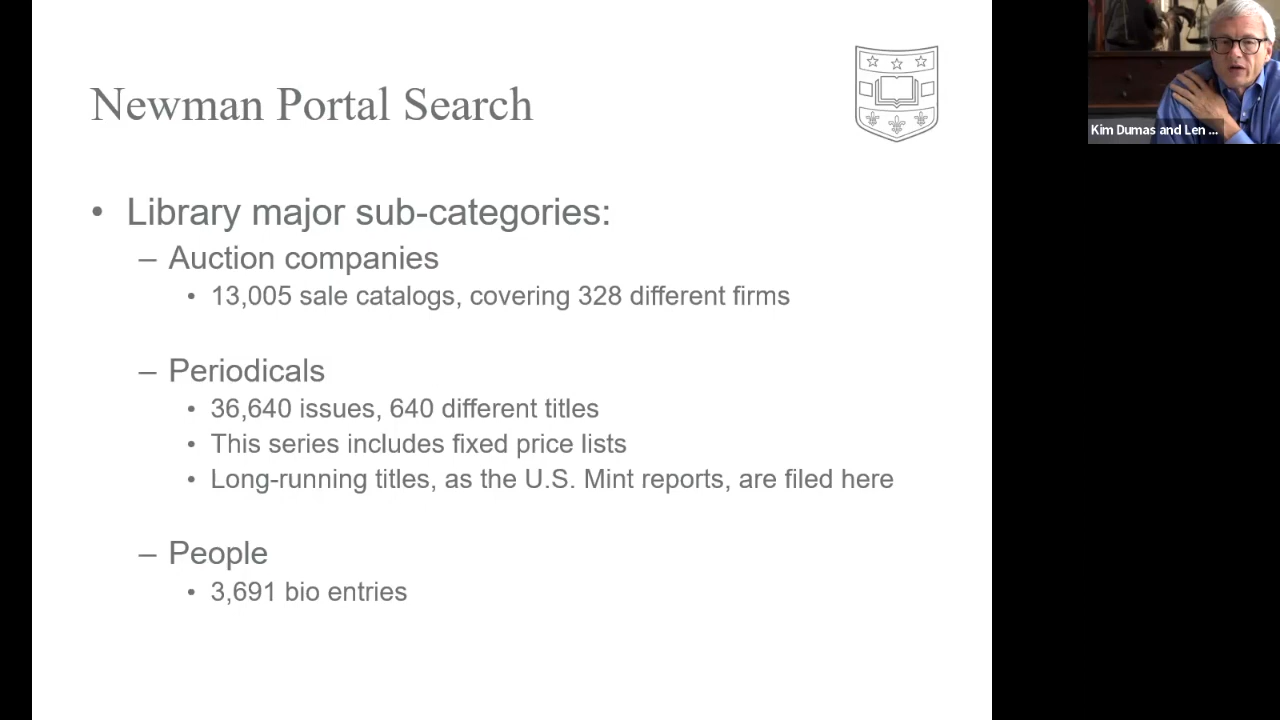 Newman Portal Search
• Library major sub-categories:
– Auction companies
• 13,005 sale catalogs, covering 328 different firms
– Periodicals
• 36,640 issues, 640 different titles
• This series includes fixed price lists
• Long-running titles, as the U.S. Mint reports, are filed here
– People
• 3,691 bio entries
Kim Dumas and Len ...